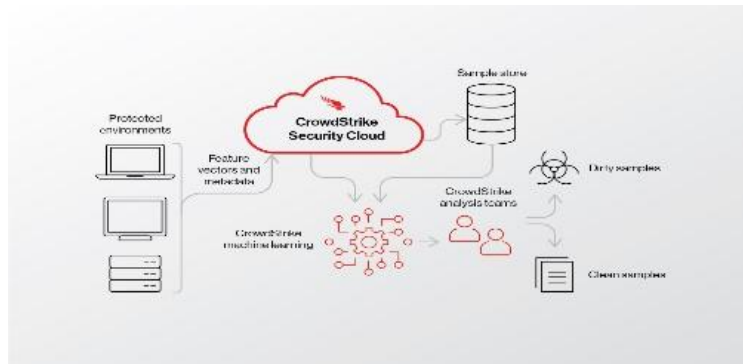 Sample store
CrowdStrike
Security Cloud
Protected
environments
Feature
vectors and
metadata
Dirty samples
CrowdStrike
analysis teams
CrowdStrike
machine learning
Clean samples